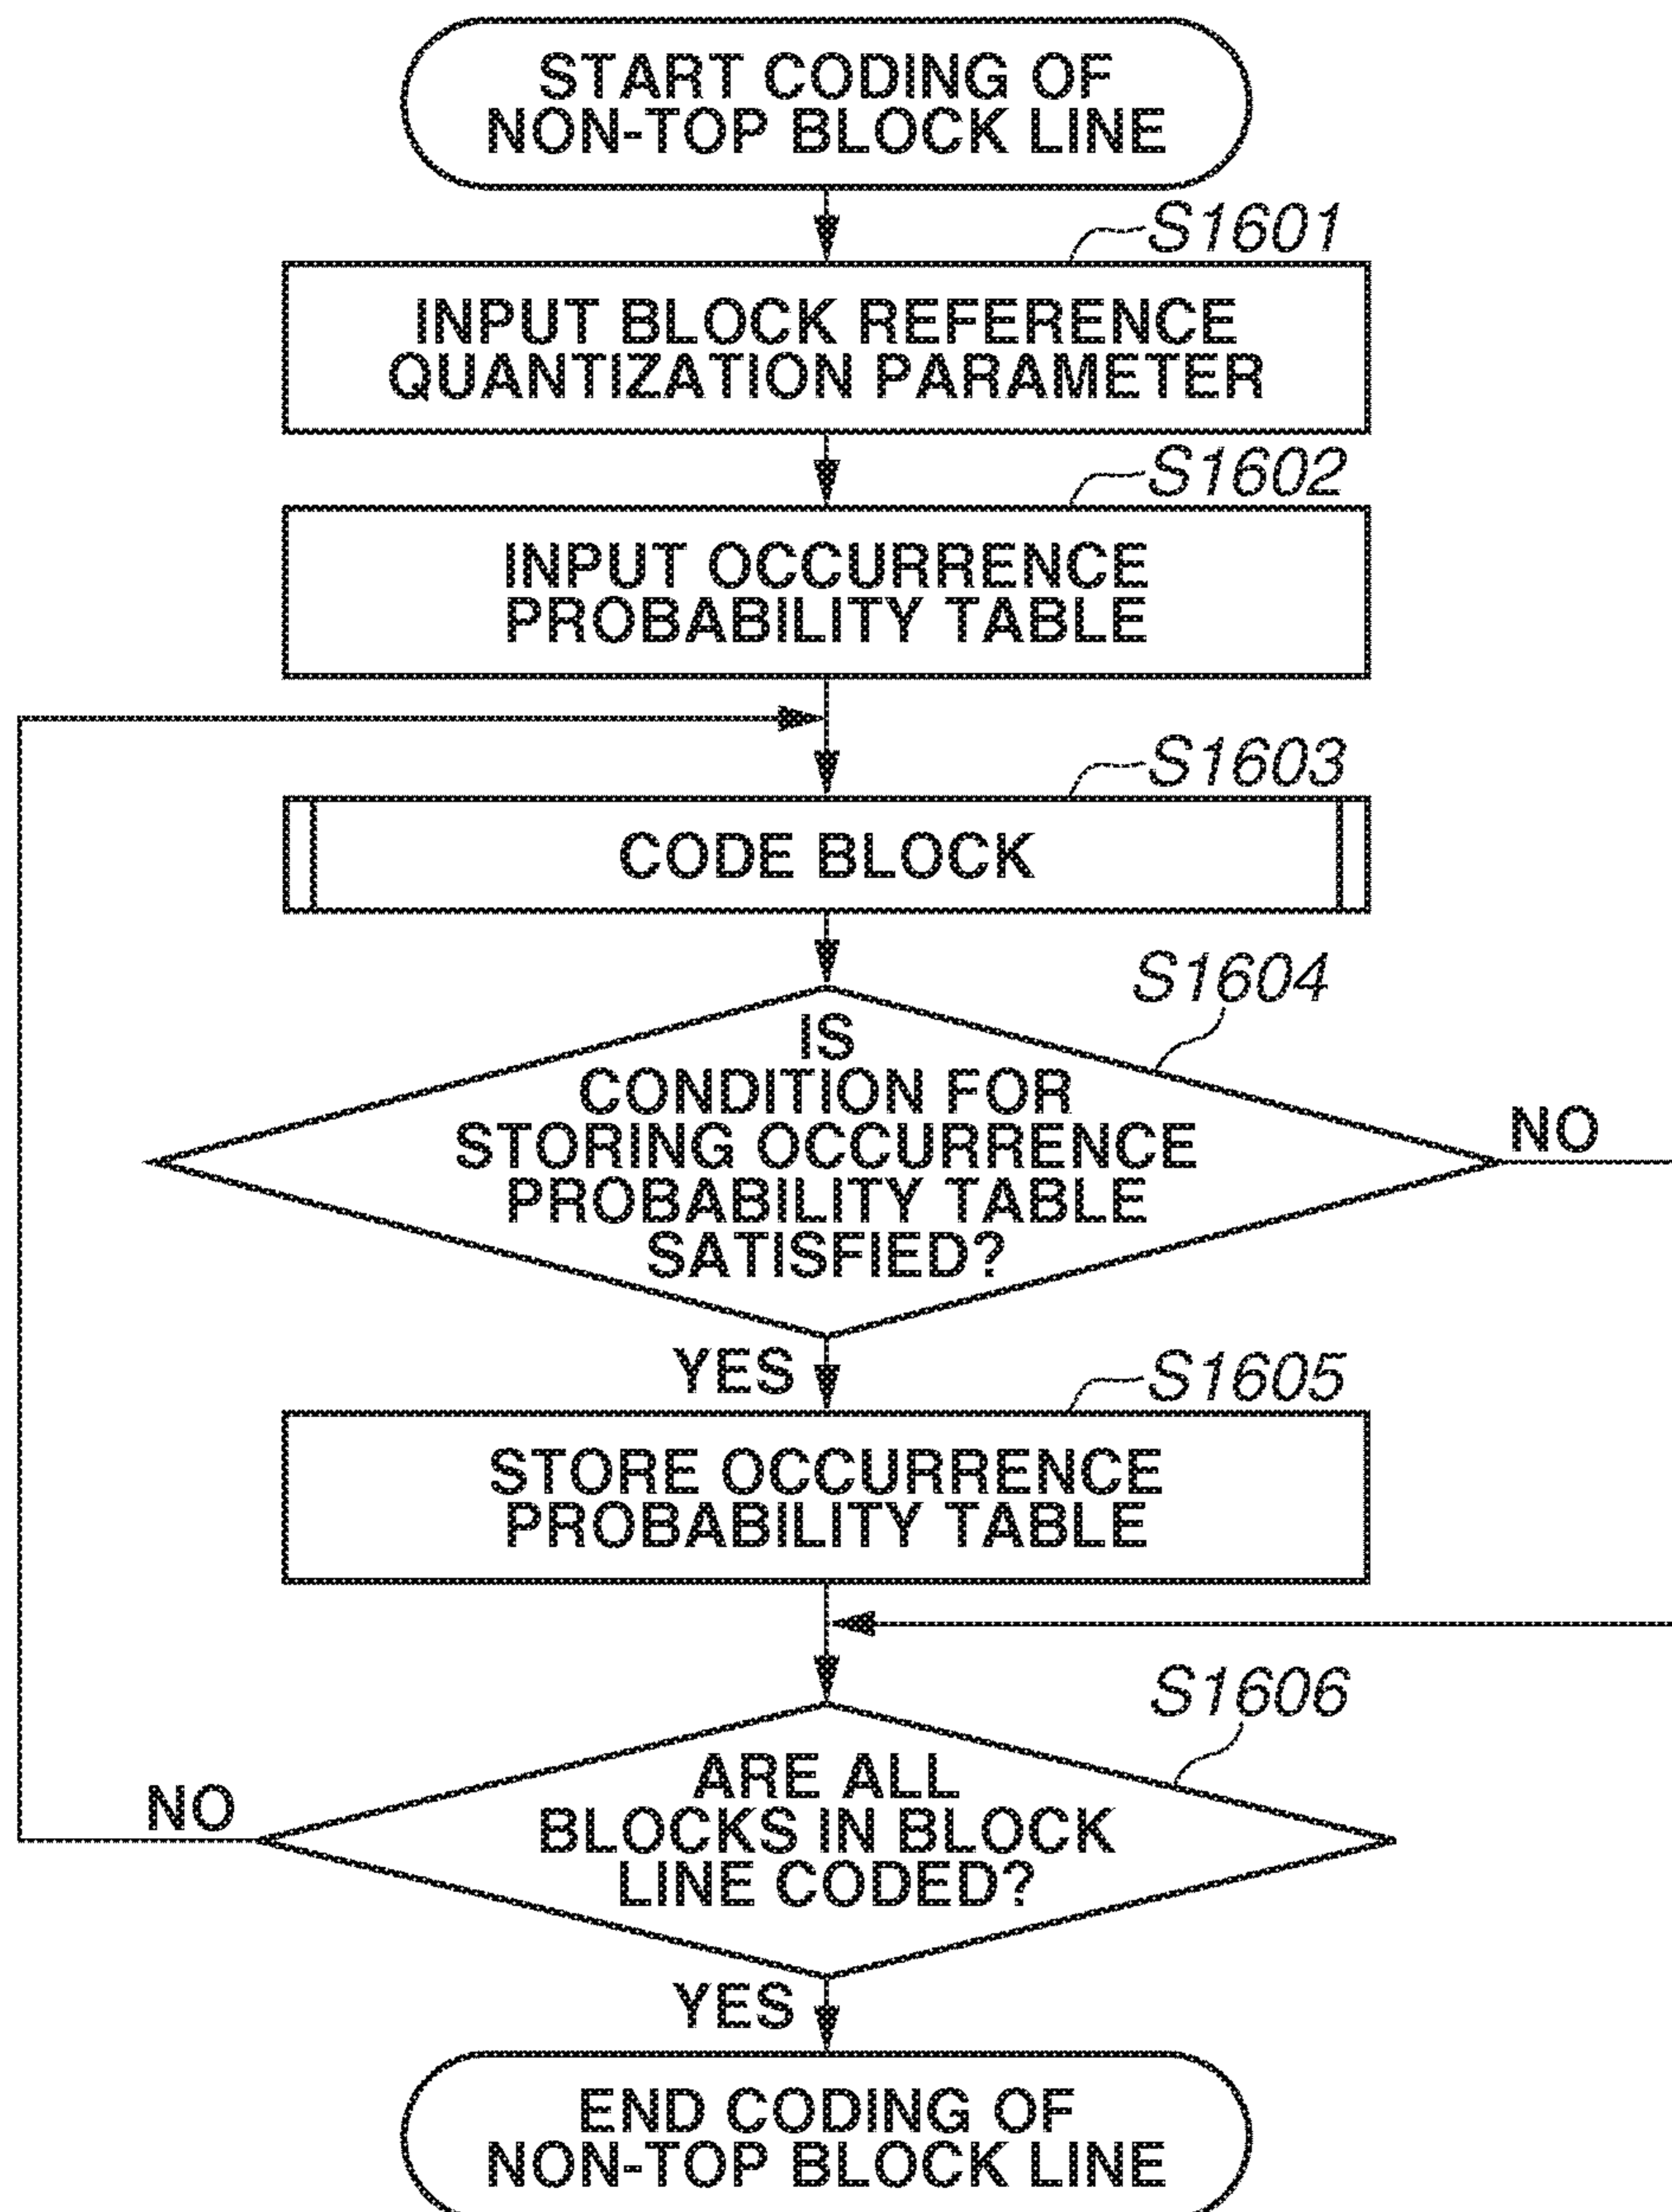 START CODING OF
NON-TOP BLOCK LINE
S1601
INPUT BLOCK REFERENCE
QUANTIZATION PARAMETER
S1602
INPUT OCCURRENCE
PROBABILITY TABLE
S1603
CODE BLOCK
S1604
IS
CONDITION FOR
STORING OCCURRENCE
PROBABILITY TABLE
SATISFIED?
NO
YES
S1605
STORE OCCURRENCE
PROBABILITY TABLE
S1606
ARE ALL
BLOCKS IN BLOCK
LINE CODED?
NO
YES
END CODING OF
NON-TOP BLOCK LINE